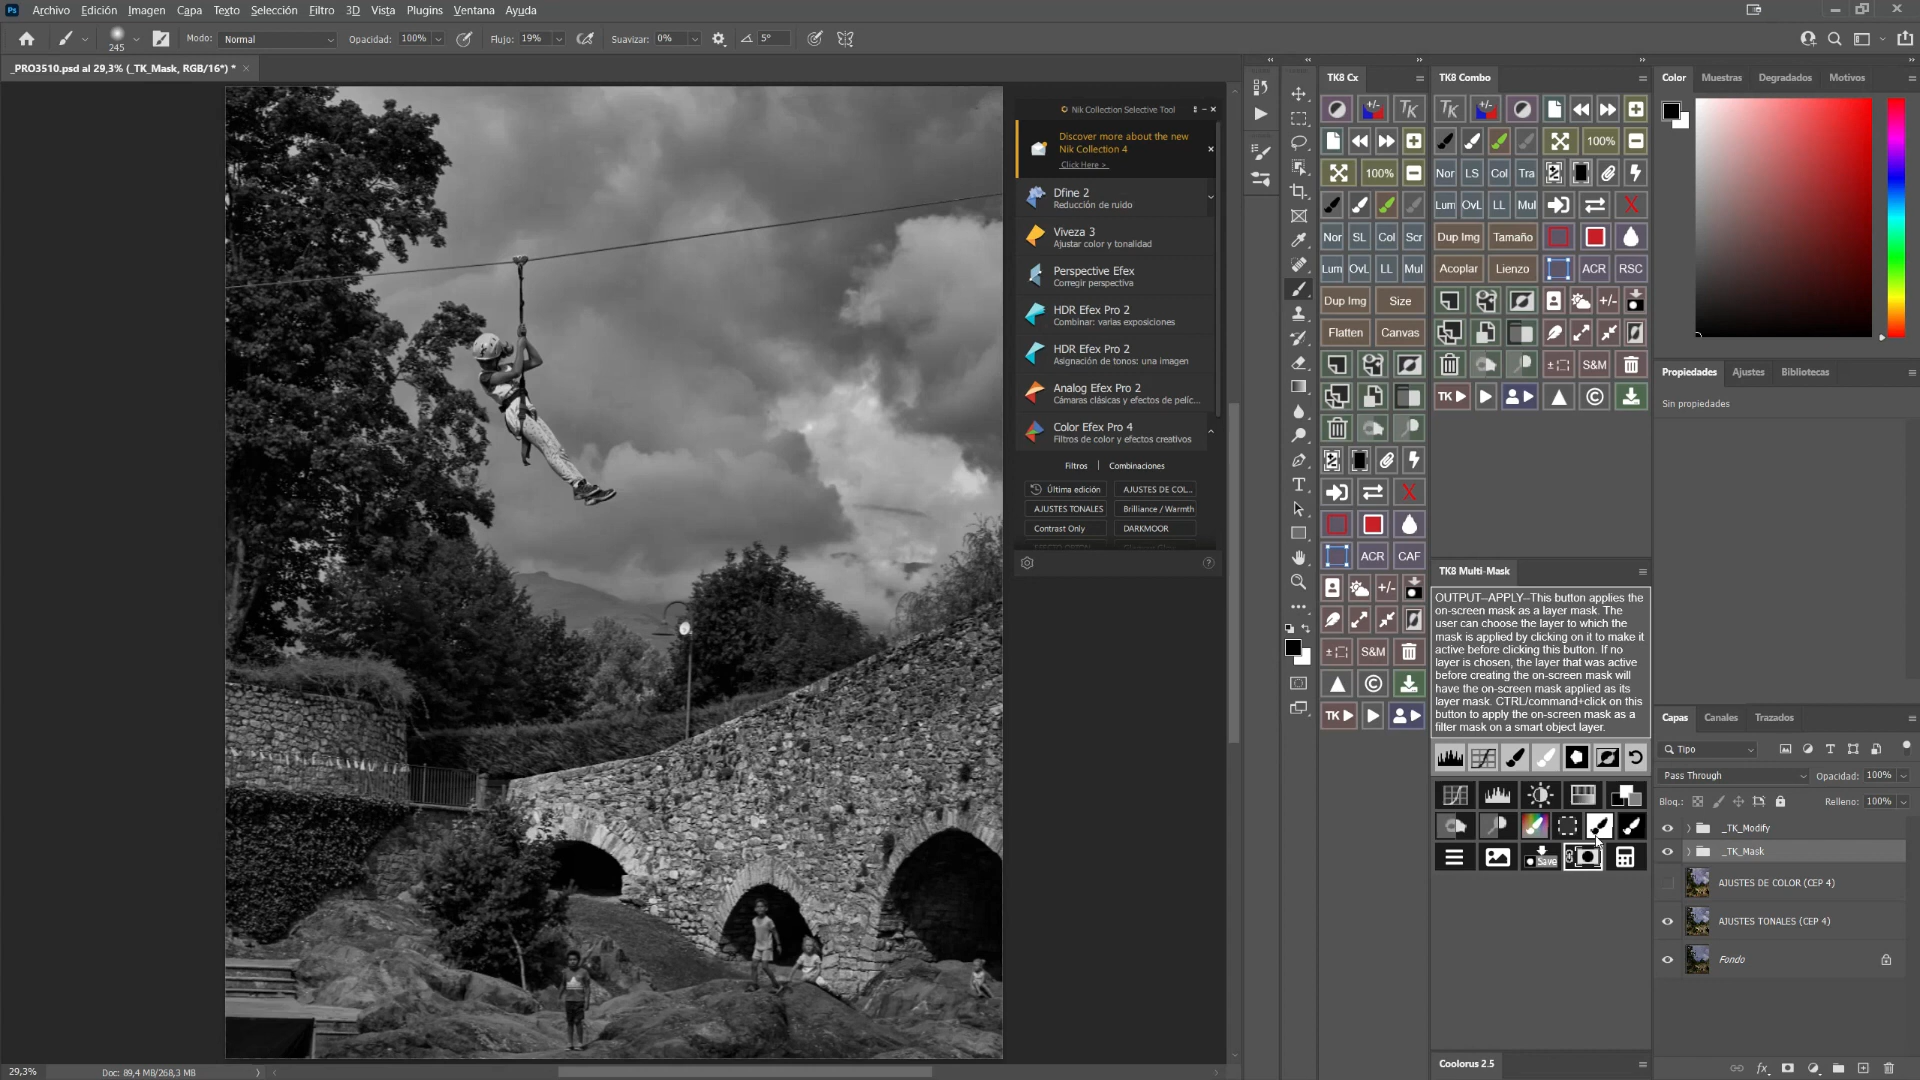 Ps Archivo Edición Imagen Capa Texto Selección Filtro 3D Vista Plugins Ventana Ayuda
245 Modo: Normal Opacidad: 100% Flujo: 19% Suavizar: 0% 5°
_PRO3510.psd al 29,3% (_TK_Mask, RGB/16*) *
Nik Collection Selective Tool
Discover more about the new
Nik Collection 4
Click Here >
Dfine 2
Reducción de ruido
Viveza 3
Ajustar color y tonalidad
Perspective Efex
Corregir perspectiva
HDR Efex Pro 2
Combinar: varias exposiciones
HDR Efex Pro 2
Asignación de tonos: una imagen
Analog Efex Pro 2
Cámaras clásicas y efectos de pelíc...
Color Efex Pro 4
Filtros de color y efectos creativos
Filtros | Combinaciones
Última edición AJUSTES DE COL...
AJUSTES TONALES Brilliance / Warmth
Contrast Only DARKMOOR
TK8 Cx
+/- TK
100%
Nor SL Col Scr
Lum OvL LL Mul
Dup Img Size
Flatten Canvas
ACR CAF
+/-
S&M
TK
TK8 Combo
TK +/-
100%
Nor LS Col Tra
Lum OvL LL Mul
Dup Img Tamaño
Acoplar Lienzo ACR RSC
+/-
S&M
TK
TK8 Multi-Mask
OUTPUT--APPLY--This button applies the
on-screen mask as a layer mask. The
user can choose the layer to which the
mask is applied by clicking on it to make it
active before clicking this button. If no
layer is chosen, the layer that was active
before creating the on-screen mask will
have the on-screen mask applied as its
layer mask. CTRL/command+click on this
button to apply the on-screen mask as a
filter mask on a smart object layer.
Save
Coolorus 2.5
Color Muestras Degradados Motivos
Propiedades Ajustes Bibliotecas
Sin propiedades
Capas Canales Trazados
Tipo
Pass Through Opacidad: 100%
Bloq.: Relleno: 100%
_TK_Modify
_TK_Mask
AJUSTES DE COLOR (CEP 4)
AJUSTES TONALES (CEP 4)
Fondo
fx
29,3% Doc: 89,4 MB/268,3 MB